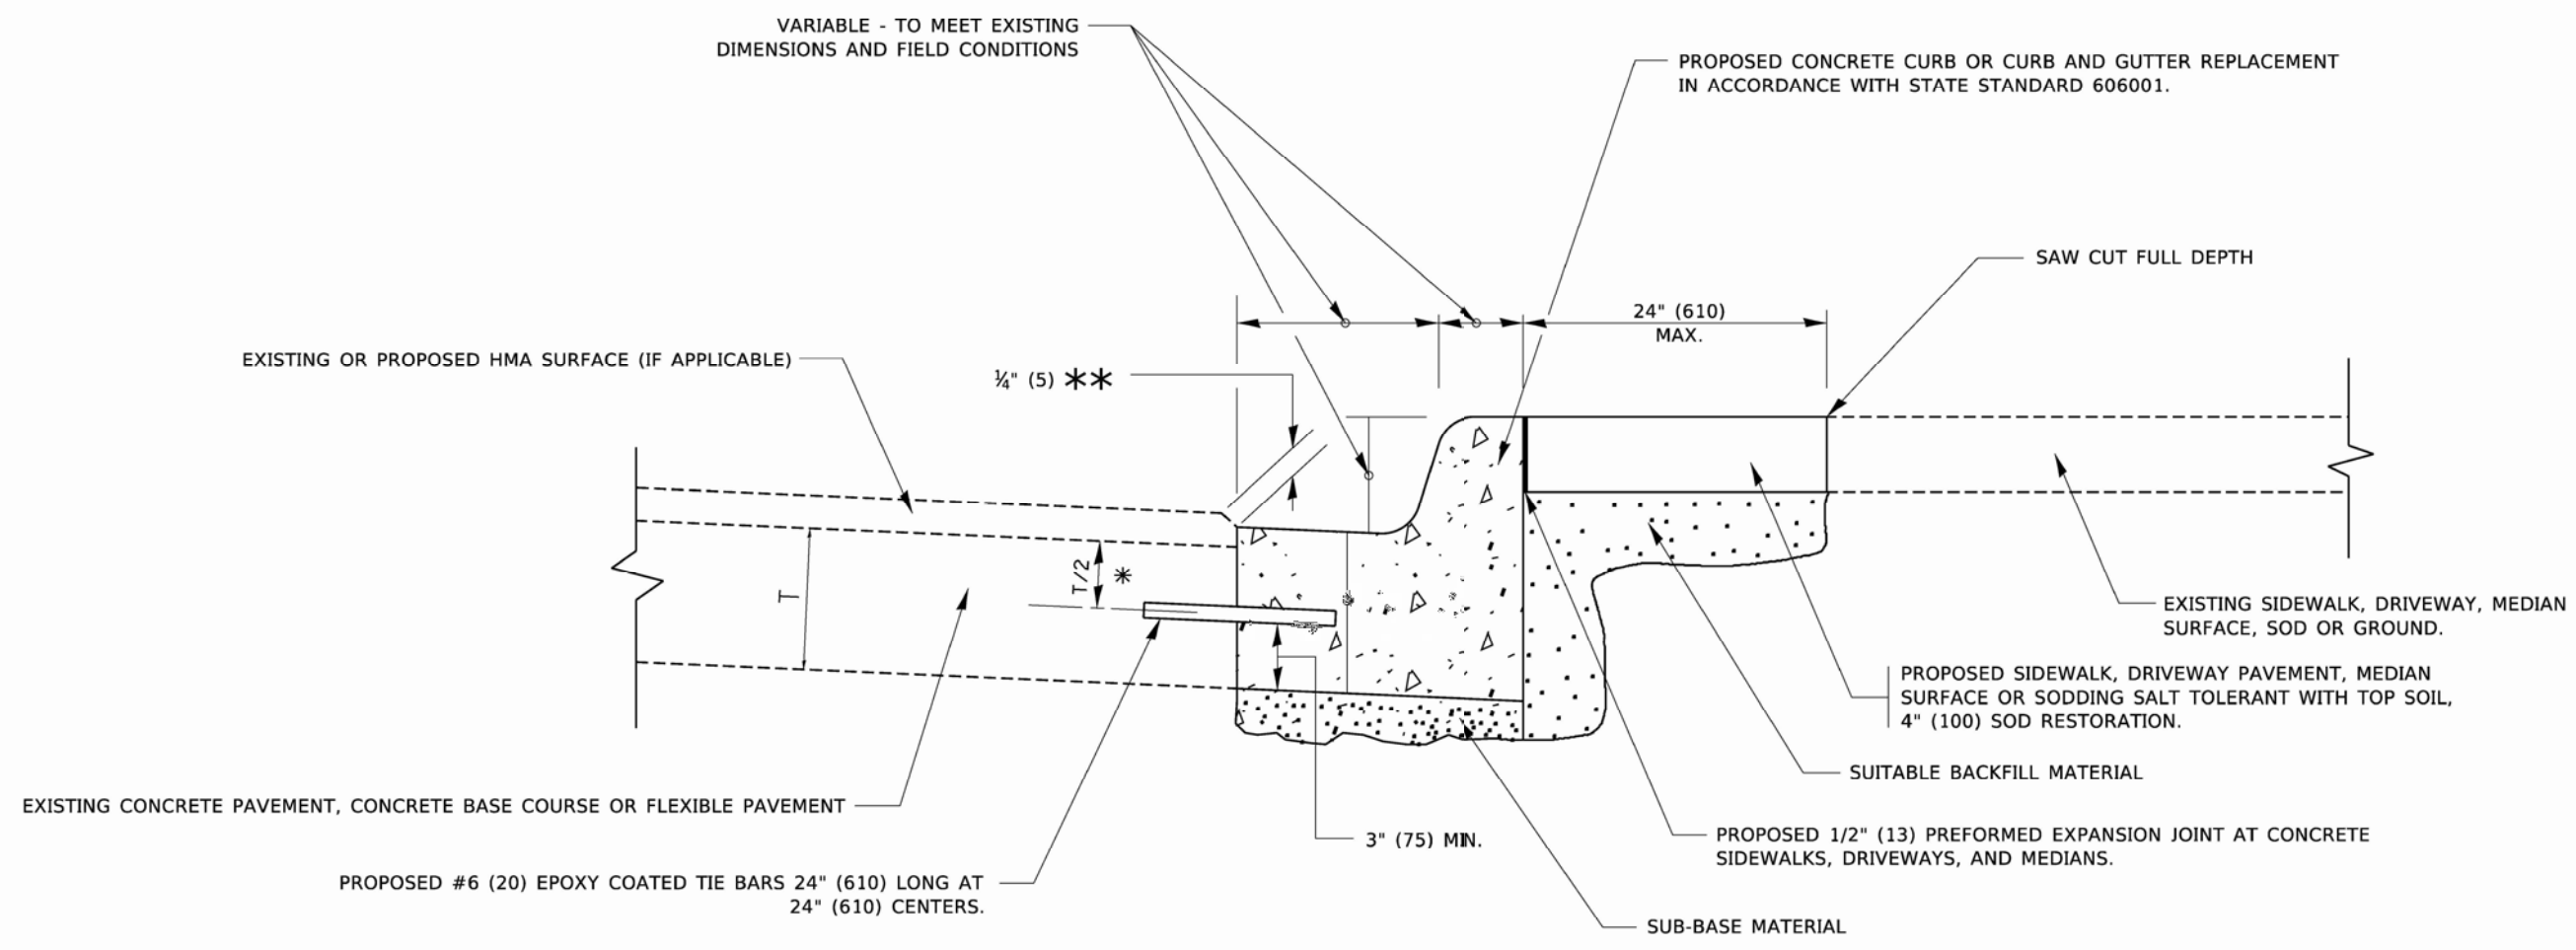 VARIABLE - TO MEET EXISTING
DIMENSIONS AND FIELD CONDITIONS
PROPOSED CONCRETE CURB OR CURB AND GUTTER REPLACEMENT
IN ACCORDANCE WITH STATE STANDARD 606001.
SAW CUT FULL DEPTH
24" (610)
MAX.
EXISTING OR PROPOSED HMA SURFACE (IF APPLICABLE)
¼" (5) **
T
T/2 *
EXISTING SIDEWALK, DRIVEWAY, MEDIAN
SURFACE, SOD OR GROUND.
PROPOSED SIDEWALK, DRIVEWAY PAVEMENT, MEDIAN
SURFACE OR SODDING SALT TOLERANT WITH TOP SOIL,
4" (100) SOD RESTORATION.
SUITABLE BACKFILL MATERIAL
EXISTING CONCRETE PAVEMENT, CONCRETE BASE COURSE OR FLEXIBLE PAVEMENT
3" (75) MIN.
PROPOSED 1/2" (13) PREFORMED EXPANSION JOINT AT CONCRETE
SIDEWALKS, DRIVEWAYS, AND MEDIANS.
PROPOSED #6 (20) EPOXY COATED TIE BARS 24" (610) LONG AT
24" (610) CENTERS.
SUB-BASE MATERIAL